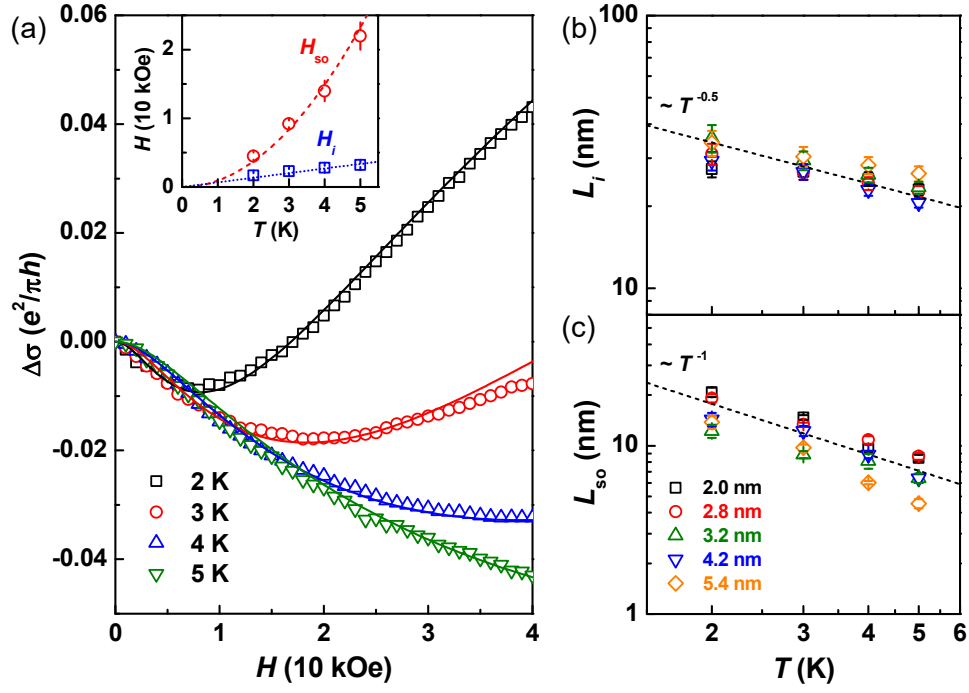 (a)
0.06
0.04
0.02
0.00
-0.02
-0.04
Δσ (e²/πh)
0
1
2
3
4
H (10 kOe)
2 K
3 K
4 K
5 K
H (10 kOe)
2
1
0
0
1
2
3
4
5
T (K)
Hso
Hi
(b)
100
10
Li (nm)
~ T^-0.5
(c)
10
1
Lso (nm)
~ T^-1
2.0 nm
2.8 nm
3.2 nm
4.2 nm
5.4 nm
2
3
4
5
6
T (K)